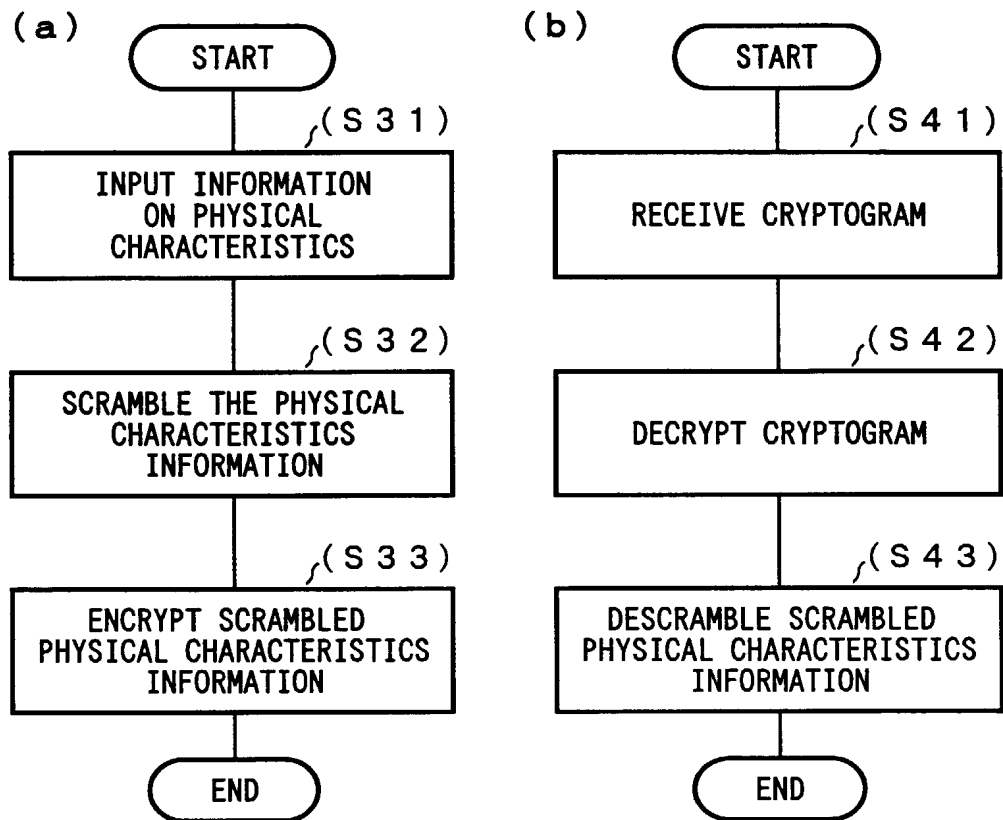 (a)
START
(S31)
INPUT INFORMATION
ON PHYSICAL
CHARACTERISTICS
(S32)
SCRAMBLE THE PHYSICAL
CHARACTERISTICS
INFORMATION
(S33)
ENCRYPT SCRAMBLED
PHYSICAL CHARACTERISTICS
INFORMATION
END
(b)
START
(S41)
RECEIVE CRYPTOGRAM
(S42)
DECRYPT CRYPTOGRAM
(S43)
DESCRAMBLE SCRAMBLED
PHYSICAL CHARACTERISTICS
INFORMATION
END